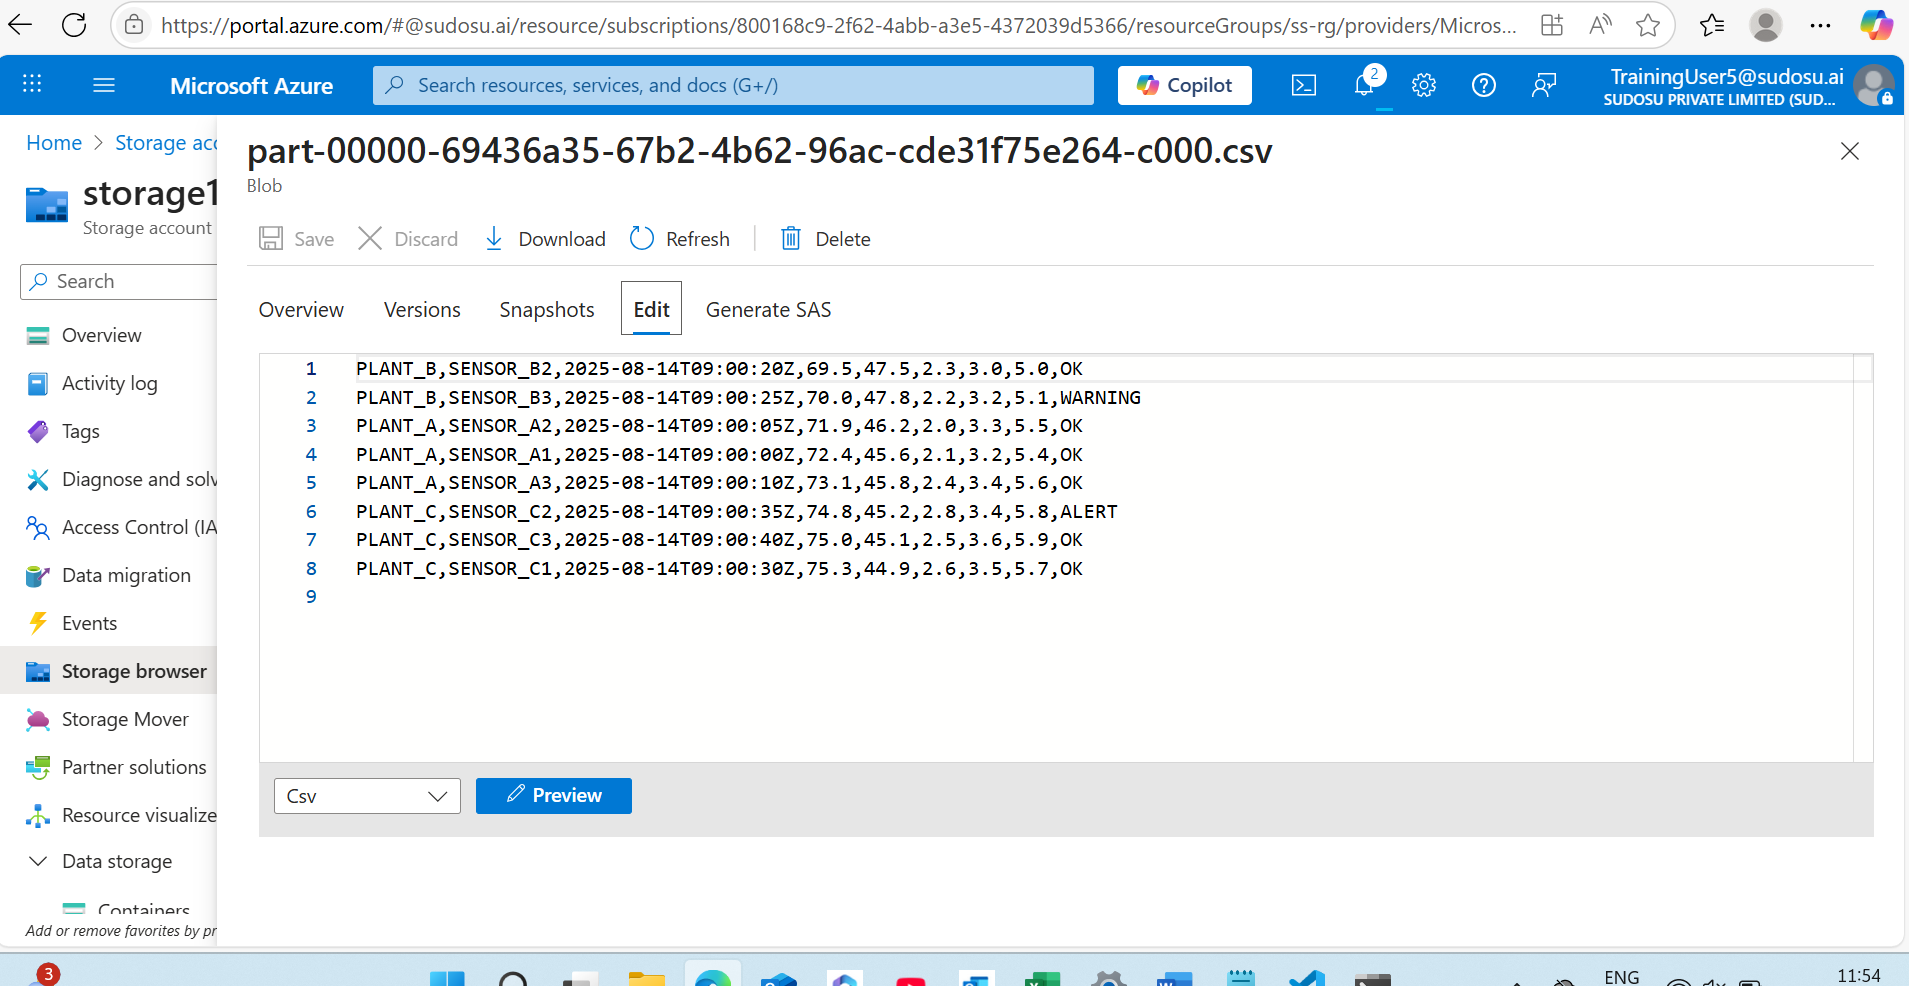 https://portal.azure.com/#@sudosu.ai/resource/subscriptions/800168c9-2f62-4abb-a3e5-4372039d5366/resourceGroups/ss-rg/providers/Micros...
Microsoft Azure
Search resources, services, and docs (G+/)
Copilot
2
TrainingUser5@sudosu.ai
SUDOSU PRIVATE LIMITED (SUD...
Home > Storage acc
storage1
Storage account
Search
Overview
Activity log
Tags
Diagnose and solv
Access Control (IA
Data migration
Events
Storage browser
Storage Mover
Partner solutions
Resource visualize
Data storage
Containers
Add or remove favorites by pr
part-00000-69436a35-67b2-4b62-96ac-cde31f75e264-c000.csv
Blob
Save Discard Download Refresh Delete
Overview Versions Snapshots Edit Generate SAS
1 PLANT_B,SENSOR_B2,2025-08-14T09:00:20Z,69.5,47.5,2.3,3.0,5.0,OK
2 PLANT_B,SENSOR_B3,2025-08-14T09:00:25Z,70.0,47.8,2.2,3.2,5.1,WARNING
3 PLANT_A,SENSOR_A2,2025-08-14T09:00:05Z,71.9,46.2,2.0,3.3,5.5,OK
4 PLANT_A,SENSOR_A1,2025-08-14T09:00:00Z,72.4,45.6,2.1,3.2,5.4,OK
5 PLANT_A,SENSOR_A3,2025-08-14T09:00:10Z,73.1,45.8,2.4,3.4,5.6,OK
6 PLANT_C,SENSOR_C2,2025-08-14T09:00:35Z,74.8,45.2,2.8,3.4,5.8,ALERT
7 PLANT_C,SENSOR_C3,2025-08-14T09:00:40Z,75.0,45.1,2.5,3.6,5.9,OK
8 PLANT_C,SENSOR_C1,2025-08-14T09:00:30Z,75.3,44.9,2.6,3.5,5.7,OK
9
Csv
Preview
3
ENG
11:54